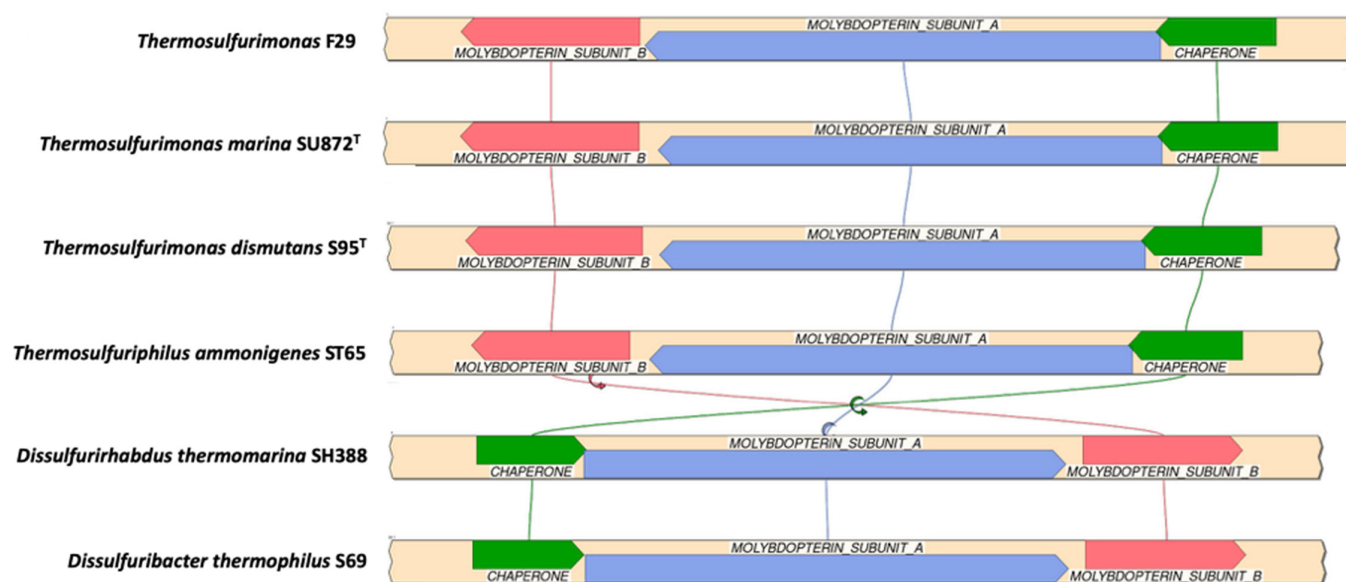 MOLYBDOPTERIN_SUBUNIT_A
Thermosulfurimonas F29
MOLYBDOPTERIN_SUBUNIT_B
CHAPERONE
MOLYBDOPTERIN_SUBUNIT_A
Thermosulfurimonas marina SU872ᵀ
MOLYBDOPTERIN_SUBUNIT_B
CHAPERONE
MOLYBDOPTERIN_SUBUNIT_A
Thermosulfurimonas dismutans S95ᵀ
MOLYBDOPTERIN_SUBUNIT_B
CHAPERONE
MOLYBDOPTERIN_SUBUNIT_A
Thermosulfuriphilus ammonigenes ST65
MOLYBDOPTERIN_SUBUNIT_B
CHAPERONE
MOLYBDOPTERIN_SUBUNIT_A
Dissulfurirhabdus thermomarina SH388
CHAPERONE
MOLYBDOPTERIN_SUBUNIT_B
MOLYBDOPTERIN_SUBUNIT_A
Dissulfuribacter thermophilus S69
CHAPERONE
MOLYBDOPTERIN_SUBUNIT_B